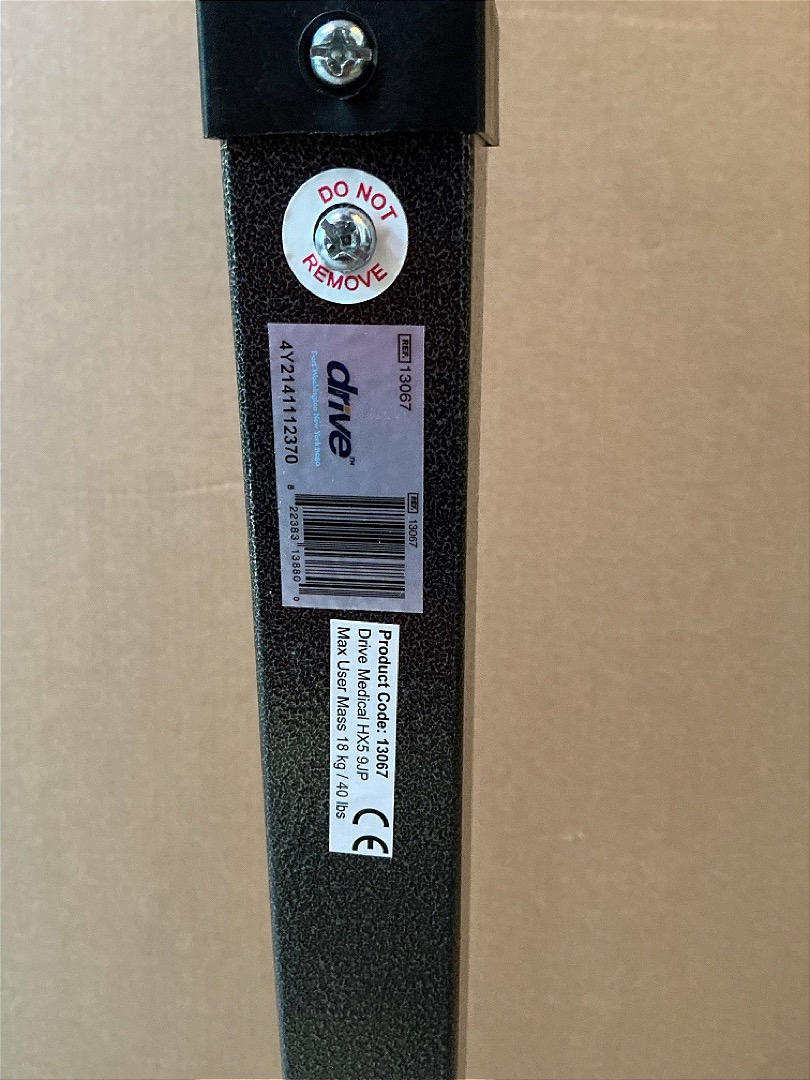 DO NOT
REMOVE
REF. 13067
drive™
Port Washington New York 11050
4Y2141112370
REF. 13067
8 22383 13880 0
Product Code: 13067
Drive Medical HX5 9JP
Max User Mass 18 kg / 40 lbs
CE